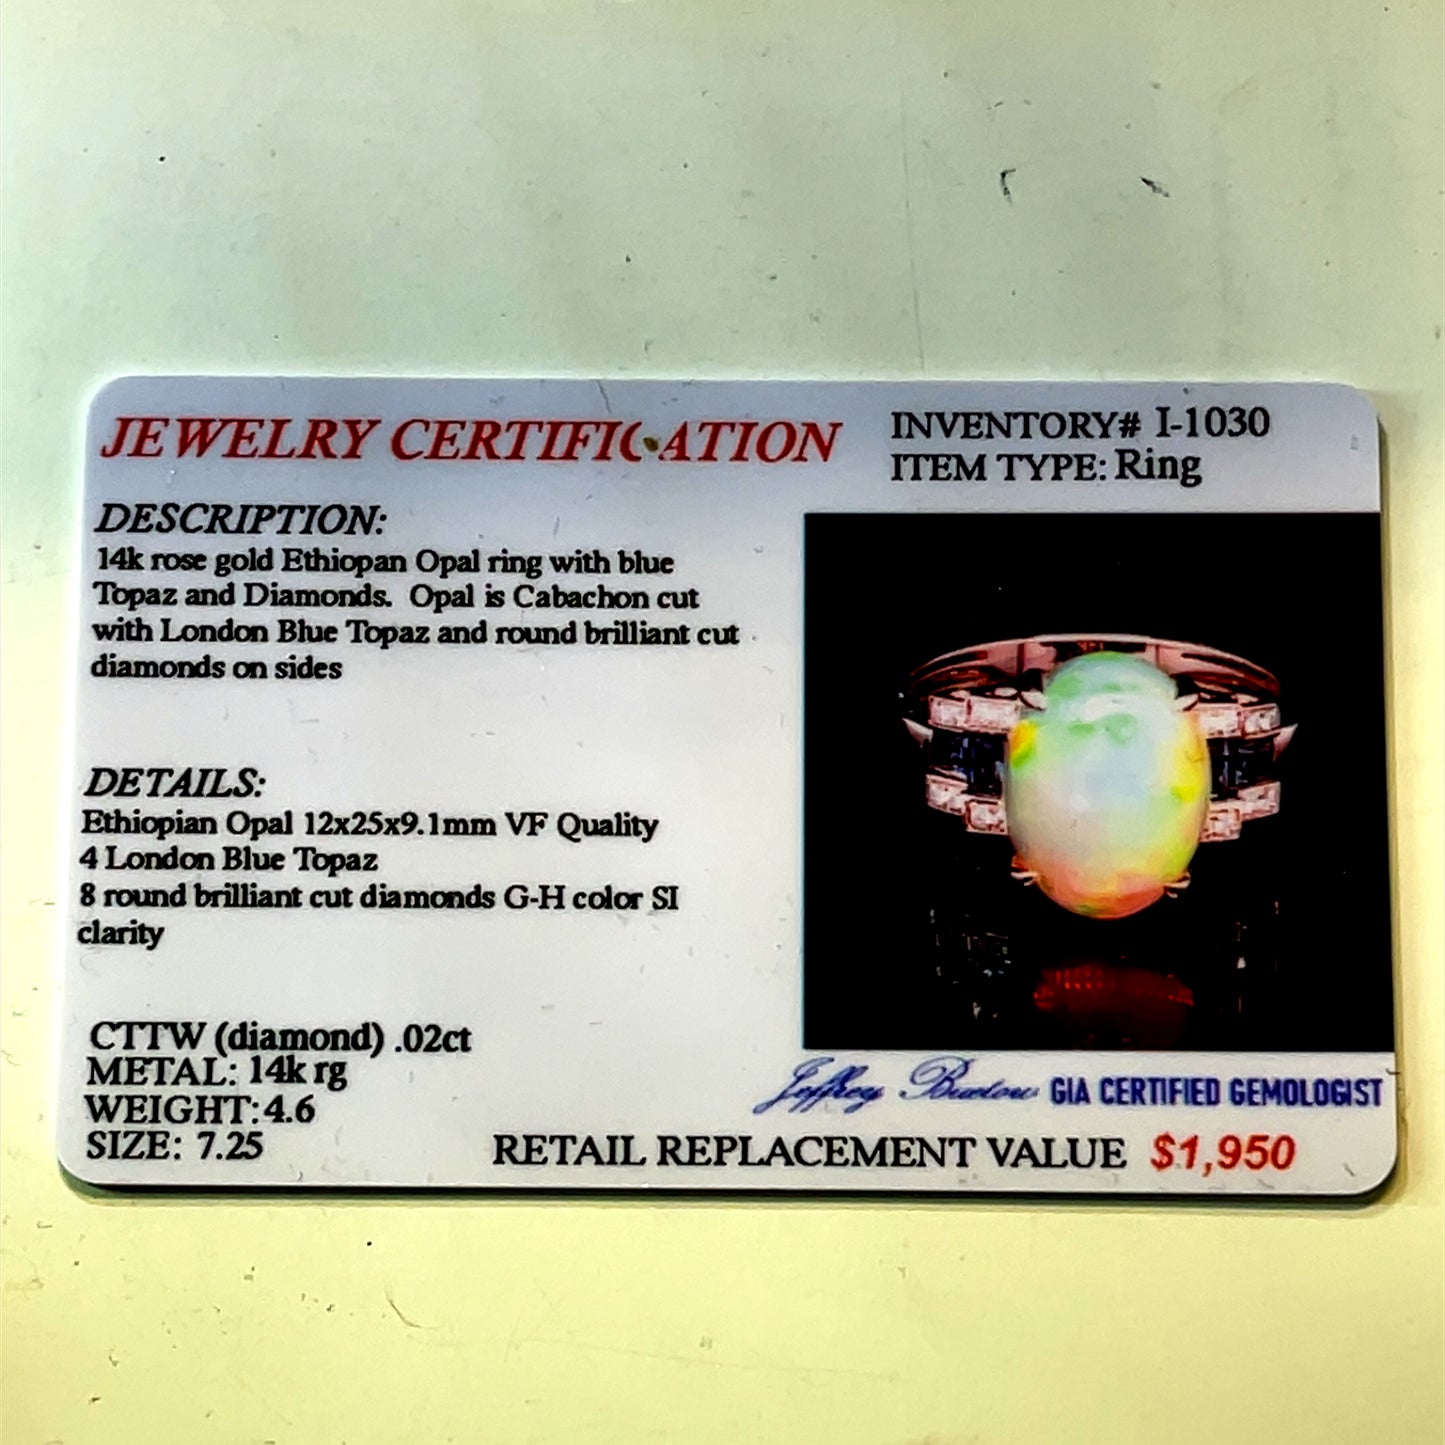 JEWELRY CERTIFICATION
INVENTORY# I-1030
ITEM TYPE: Ring
DESCRIPTION:
14k rose gold Ethiopan Opal ring with blue
Topaz and Diamonds. Opal is Cabachon cut
with London Blue Topaz and round brilliant cut
diamonds on sides
DETAILS:
Ethiopian Opal 12x25x9.1mm VF Quality
4 London Blue Topaz
8 round brilliant cut diamonds G-H color SI
clarity
CTTW (diamond) .02ct
METAL: 14k rg
WEIGHT: 4.6
SIZE: 7.25
Jeffrey GIA CERTIFIED GEMOLOGIST
RETAIL REPLACEMENT VALUE $1,950